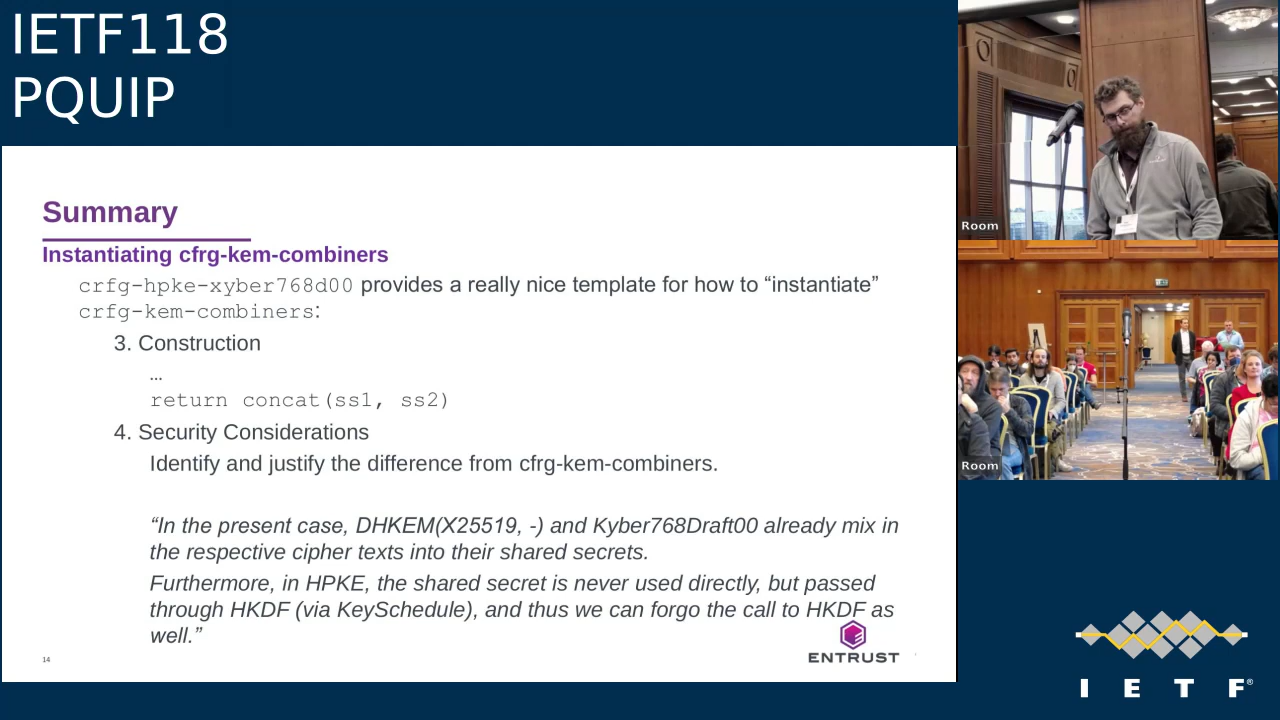 IETF118
PQUIP
Summary
Instantiating cfrg-kem-combiners
crfg-hpke-xyber768d00 provides a really nice template for how to “instantiate”
crfg-kem-combiners:
3. Construction
…
return concat(ss1, ss2)
4. Security Considerations
Identify and justify the difference from cfrg-kem-combiners.
“In the present case, DHKEM(X25519, -) and Kyber768Draft00 already mix in
the respective cipher texts into their shared secrets.
Furthermore, in HPKE, the shared secret is never used directly, but passed
through HKDF (via KeySchedule), and thus we can forgo the call to HKDF as
well.”
14
ENTRUST
Room
Room
I E T F®